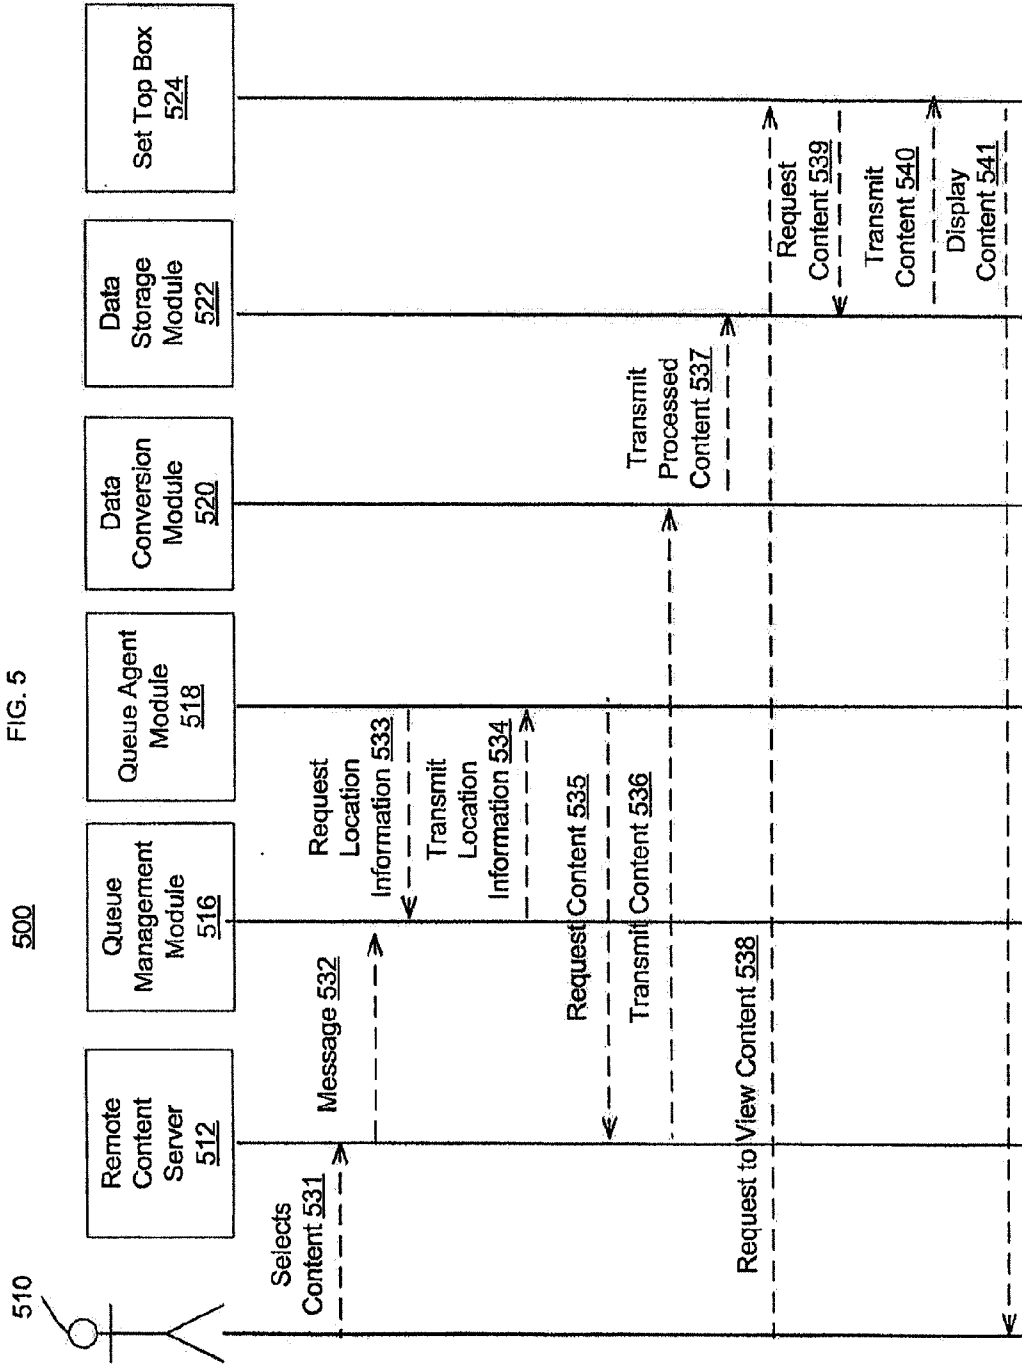 FIG. 5
500
510
Remote
Content
Server
512
Queue
Management
Module
516
Queue Agent
Module
518
Data
Conversion
Module
520
Data
Storage
Module
522
Set Top Box
524
Selects
Content 531
Message 532
Request
Location
Information 533
Transmit
Location
Information 534
Request Content 535
Transmit Content 536
Transmit
Processed
Content 537
Request to View Content 538
Request
Content 539
Transmit
Content 540
Display
Content 541